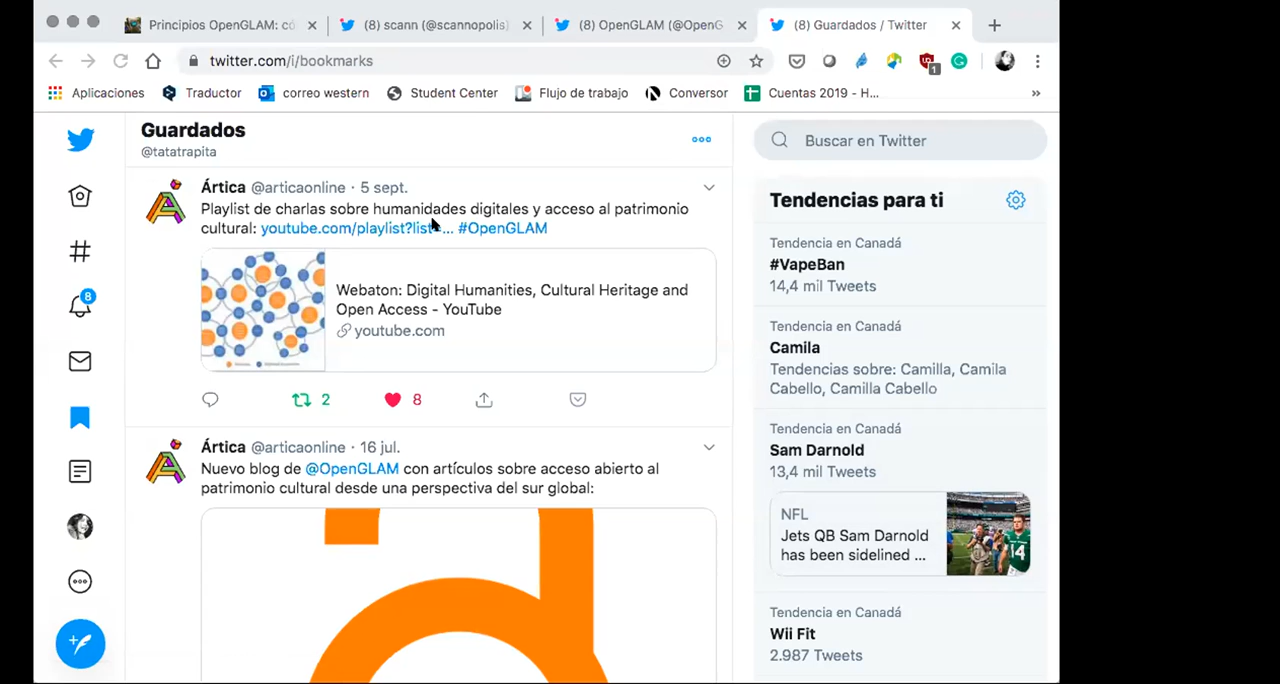 Principios OpenGLAM: có
(8) scann (@scannopolis)
(8) OpenGLAM (@OpenG
(8) Guardados / Twitter
twitter.com/i/bookmarks
1
Aplicaciones
Traductor
correo western
Student Center
Flujo de trabajo
Conversor
Cuentas 2019 - H...
»
Guardados
@tatatrapita
Buscar en Twitter
Ártica @articaonline · 5 sept.
Playlist de charlas sobre humanidades digitales y acceso al patrimonio
cultural: youtube.com/playlist?list=... #OpenGLAM
Webaton: Digital Humanities, Cultural Heritage and
Open Access - YouTube
youtube.com
2
8
8
Ártica @articaonline · 16 jul.
Nuevo blog de @OpenGLAM con artículos sobre acceso abierto al
patrimonio cultural desde una perspectiva del sur global:
Tendencias para ti
Tendencia en Canadá
#VapeBan
14,4 mil Tweets
Tendencia en Canadá
Camila
Tendencias sobre: Camilla, Camila
Cabello, Camilla Cabello
Tendencia en Canadá
Sam Darnold
13,4 mil Tweets
NFL
Jets QB Sam Darnold
has been sidelined ...
14
Tendencia en Canadá
Wii Fit
2.987 Tweets